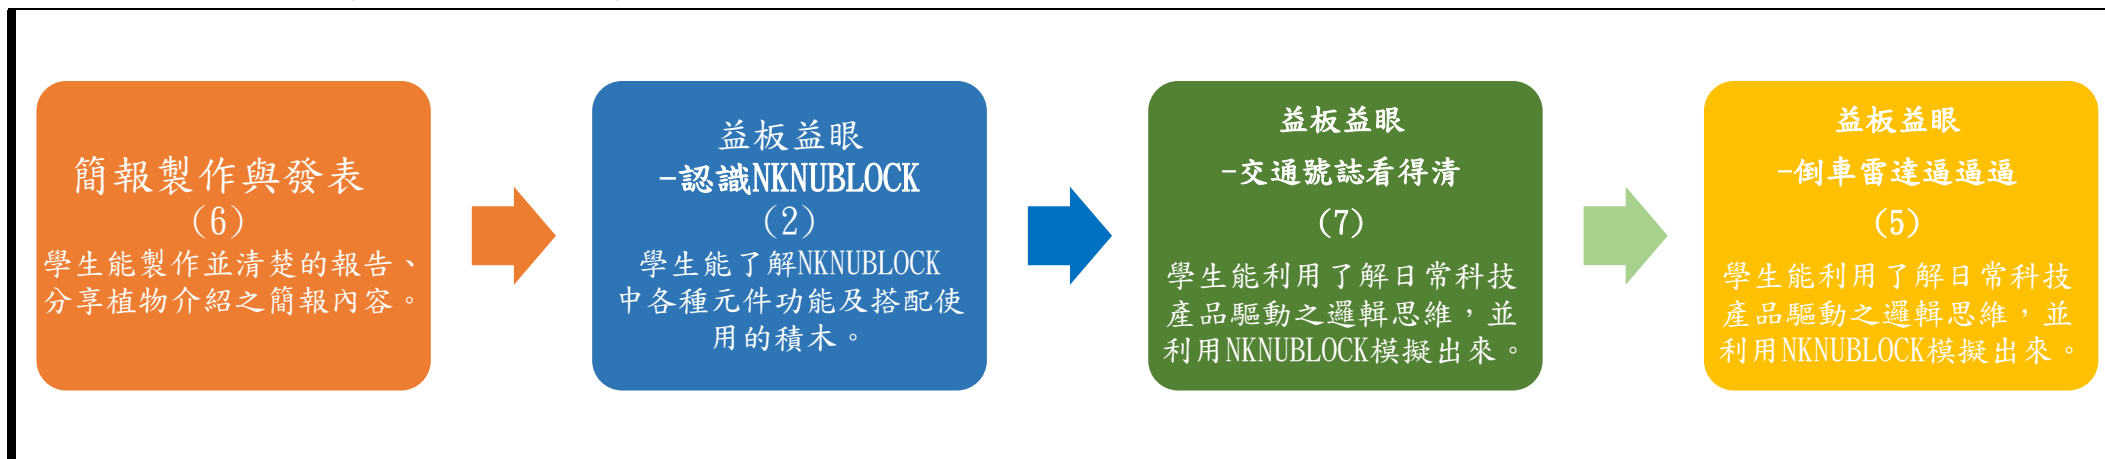 簡報製作與發表
(6)
學生能製作並清楚的報告、
分享植物介紹之簡報內容。
益板益眼
-認識NKNUBLOCK
(2)
學生能了解NKNUBLOCK
中各種元件功能及搭配使
用的積木。
益板益眼
-交通號誌看得清
(7)
學生能利用了解日常科技
產品驅動之邏輯思維，並
利用NKNUBLOCK模擬出來。
益板益眼
-倒車雷達逼逼逼
(5)
學生能利用了解日常科技
產品驅動之邏輯思維，並
利用NKNUBLOCK模擬出來。